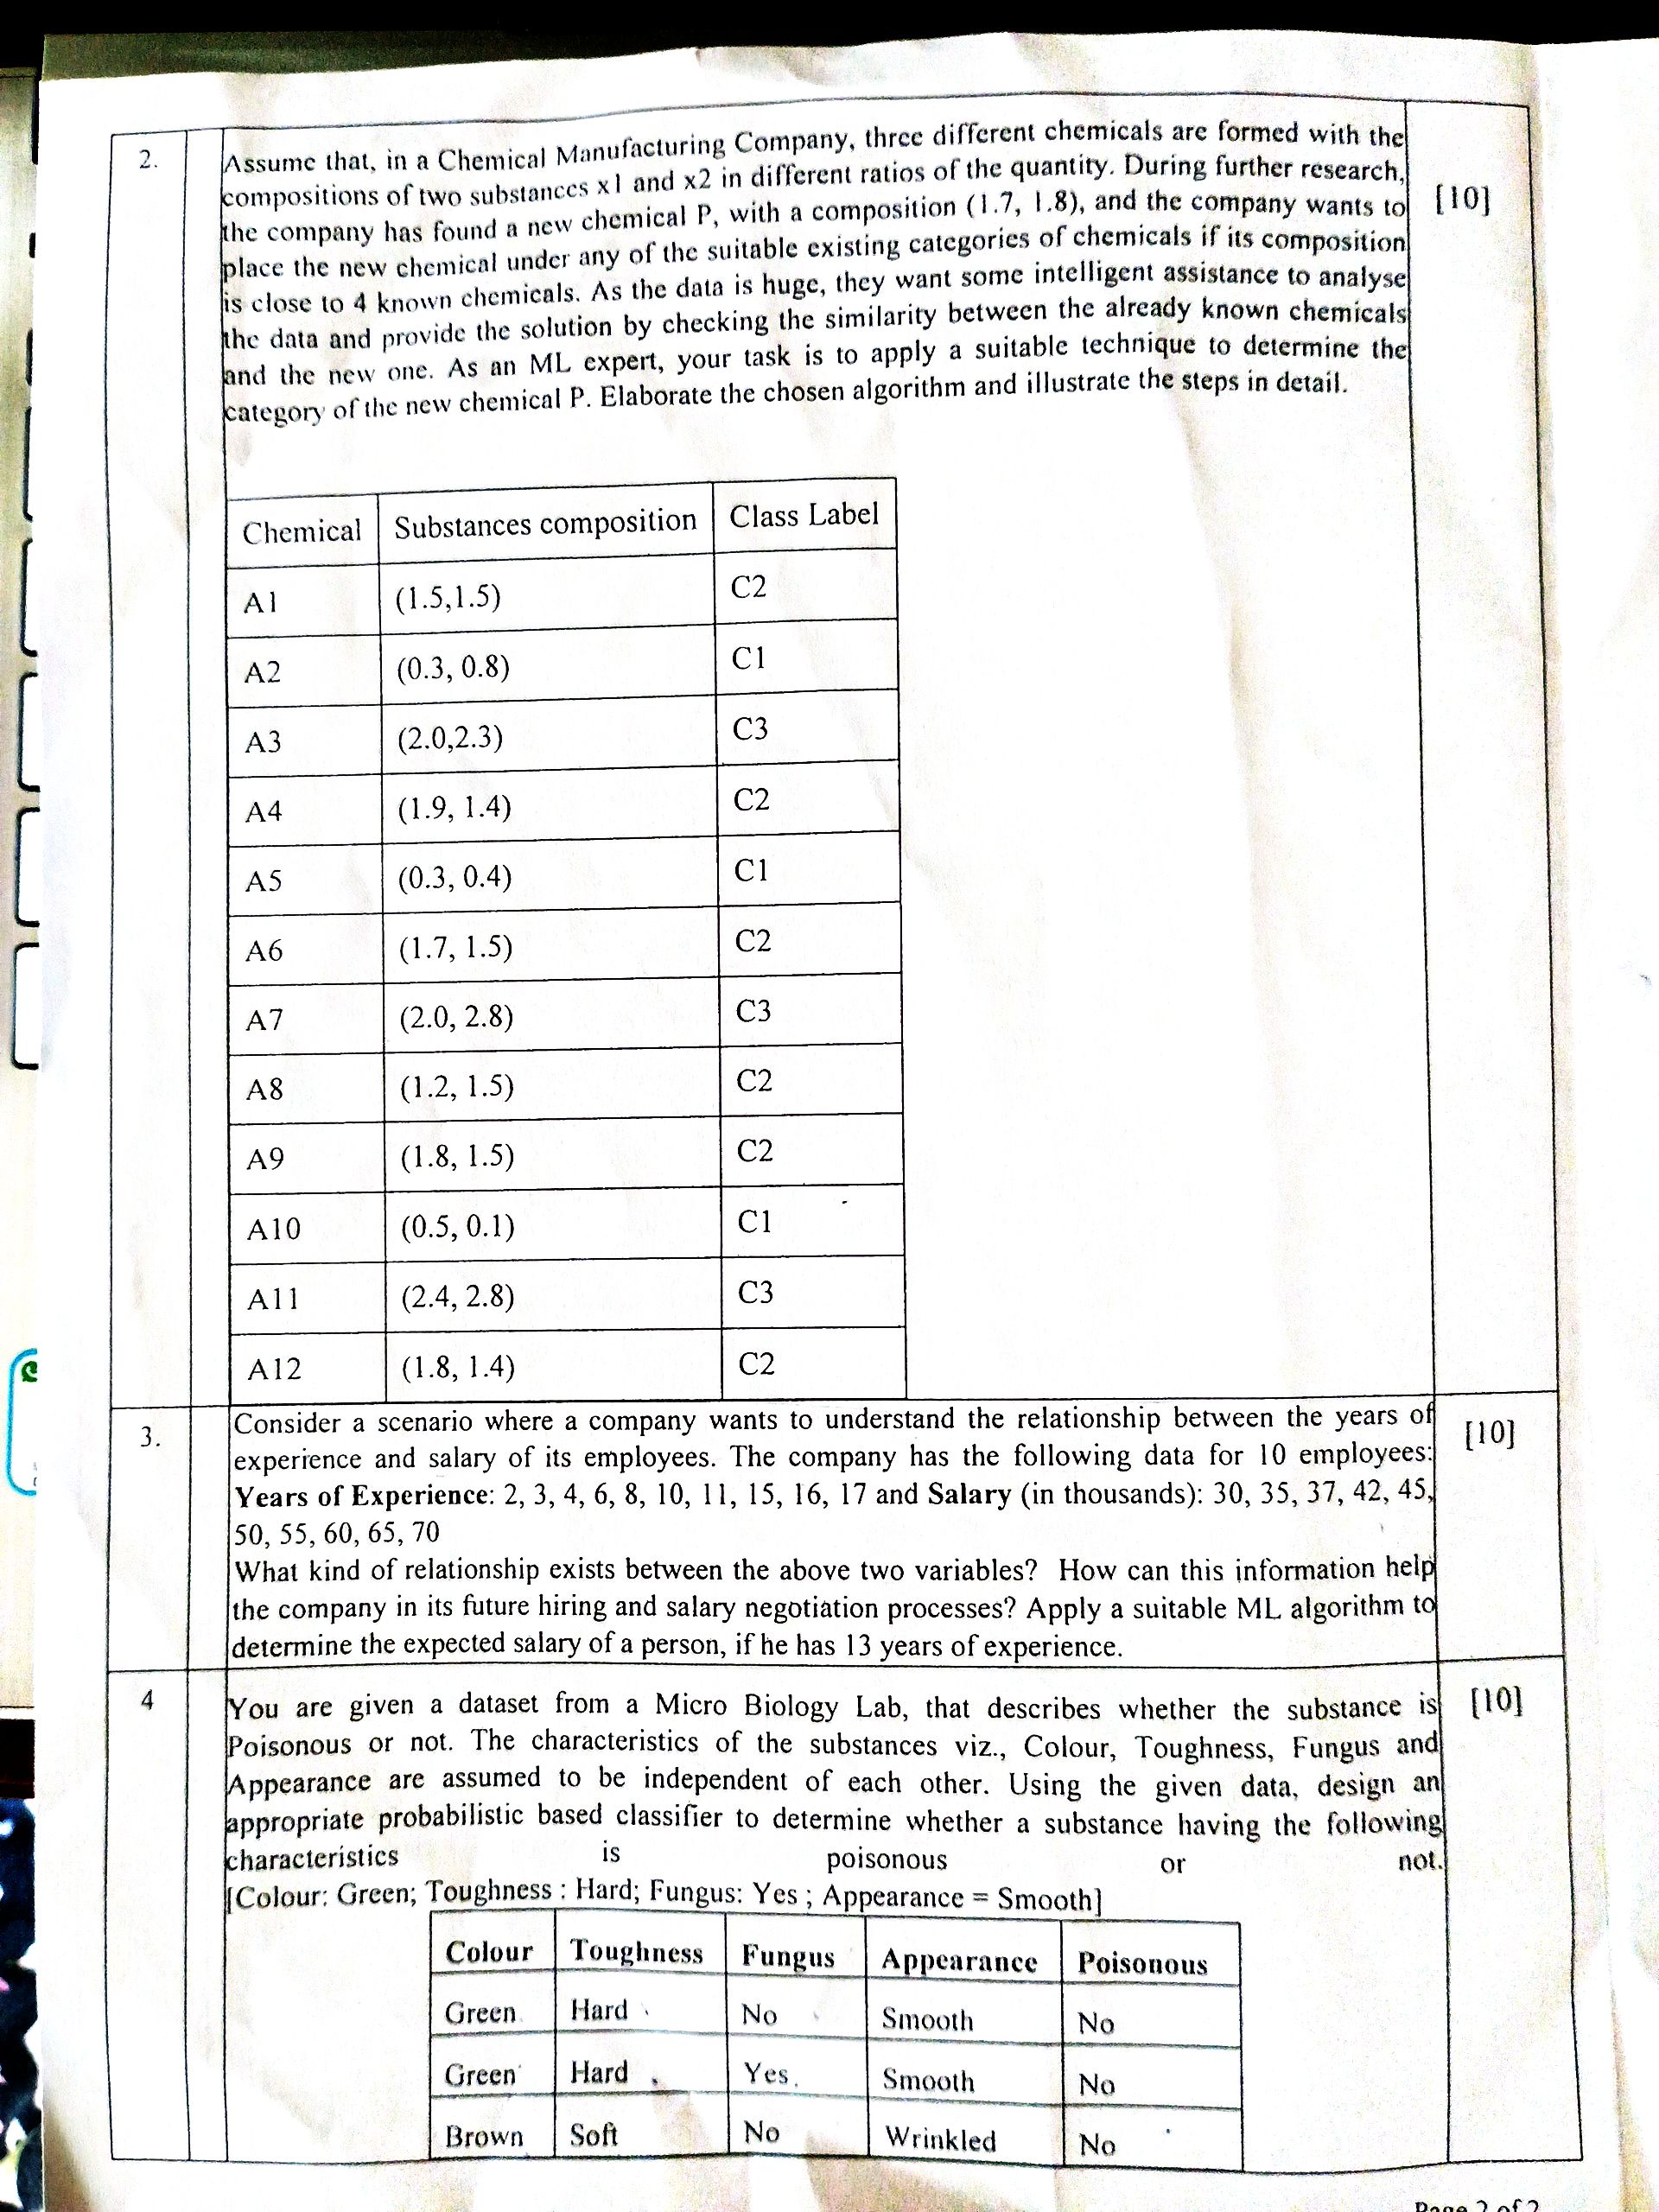 2.
Assume that, in a Chemical Manufacturing Company, three different chemicals are formed with the
compositions of two substances x1 and x2 in different ratios of the quantity. During further research,
the company has found a new chemical P, with a composition (1.7, 1.8), and the company wants to
place the new chemical under any of the suitable existing categories of chemicals if its composition
is close to 4 known chemicals. As the data is huge, they want some intelligent assistance to analyse
the data and provide the solution by checking the similarity between the already known chemicals
and the new one. As an ML expert, your task is to apply a suitable technique to determine the
category of the new chemical P. Elaborate the chosen algorithm and illustrate the steps in detail.
[10]
Chemical Substances composition Class Label
A1 (1.5,1.5) C2
A2 (0.3, 0.8) C1
A3 (2.0,2.3) C3
A4 (1.9, 1.4) C2
A5 (0.3, 0.4) C1
A6 (1.7, 1.5) C2
A7 (2.0, 2.8) C3
A8 (1.2, 1.5) C2
A9 (1.8, 1.5) C2
A10 (0.5, 0.1) C1
A11 (2.4, 2.8) C3
A12 (1.8, 1.4) C2
3.
Consider a scenario where a company wants to understand the relationship between the years of
experience and salary of its employees. The company has the following data for 10 employees:
Years of Experience: 2, 3, 4, 6, 8, 10, 11, 15, 16, 17 and Salary (in thousands): 30, 35, 37, 42, 45,
50, 55, 60, 65, 70
What kind of relationship exists between the above two variables? How can this information help
the company in its future hiring and salary negotiation processes? Apply a suitable ML algorithm to
determine the expected salary of a person, if he has 13 years of experience.
[10]
4
You are given a dataset from a Micro Biology Lab, that describes whether the substance is
Poisonous or not. The characteristics of the substances viz., Colour, Toughness, Fungus and
Appearance are assumed to be independent of each other. Using the given data, design an
appropriate probabilistic based classifier to determine whether a substance having the following
characteristics is poisonous or not.
[Colour: Green; Toughness : Hard; Fungus: Yes ; Appearance = Smooth]
[10]
Colour Toughness Fungus Appearance Poisonous
Green Hard No Smooth No
Green Hard Yes Smooth No
Brown Soft No Wrinkled No
Page 2 of 2